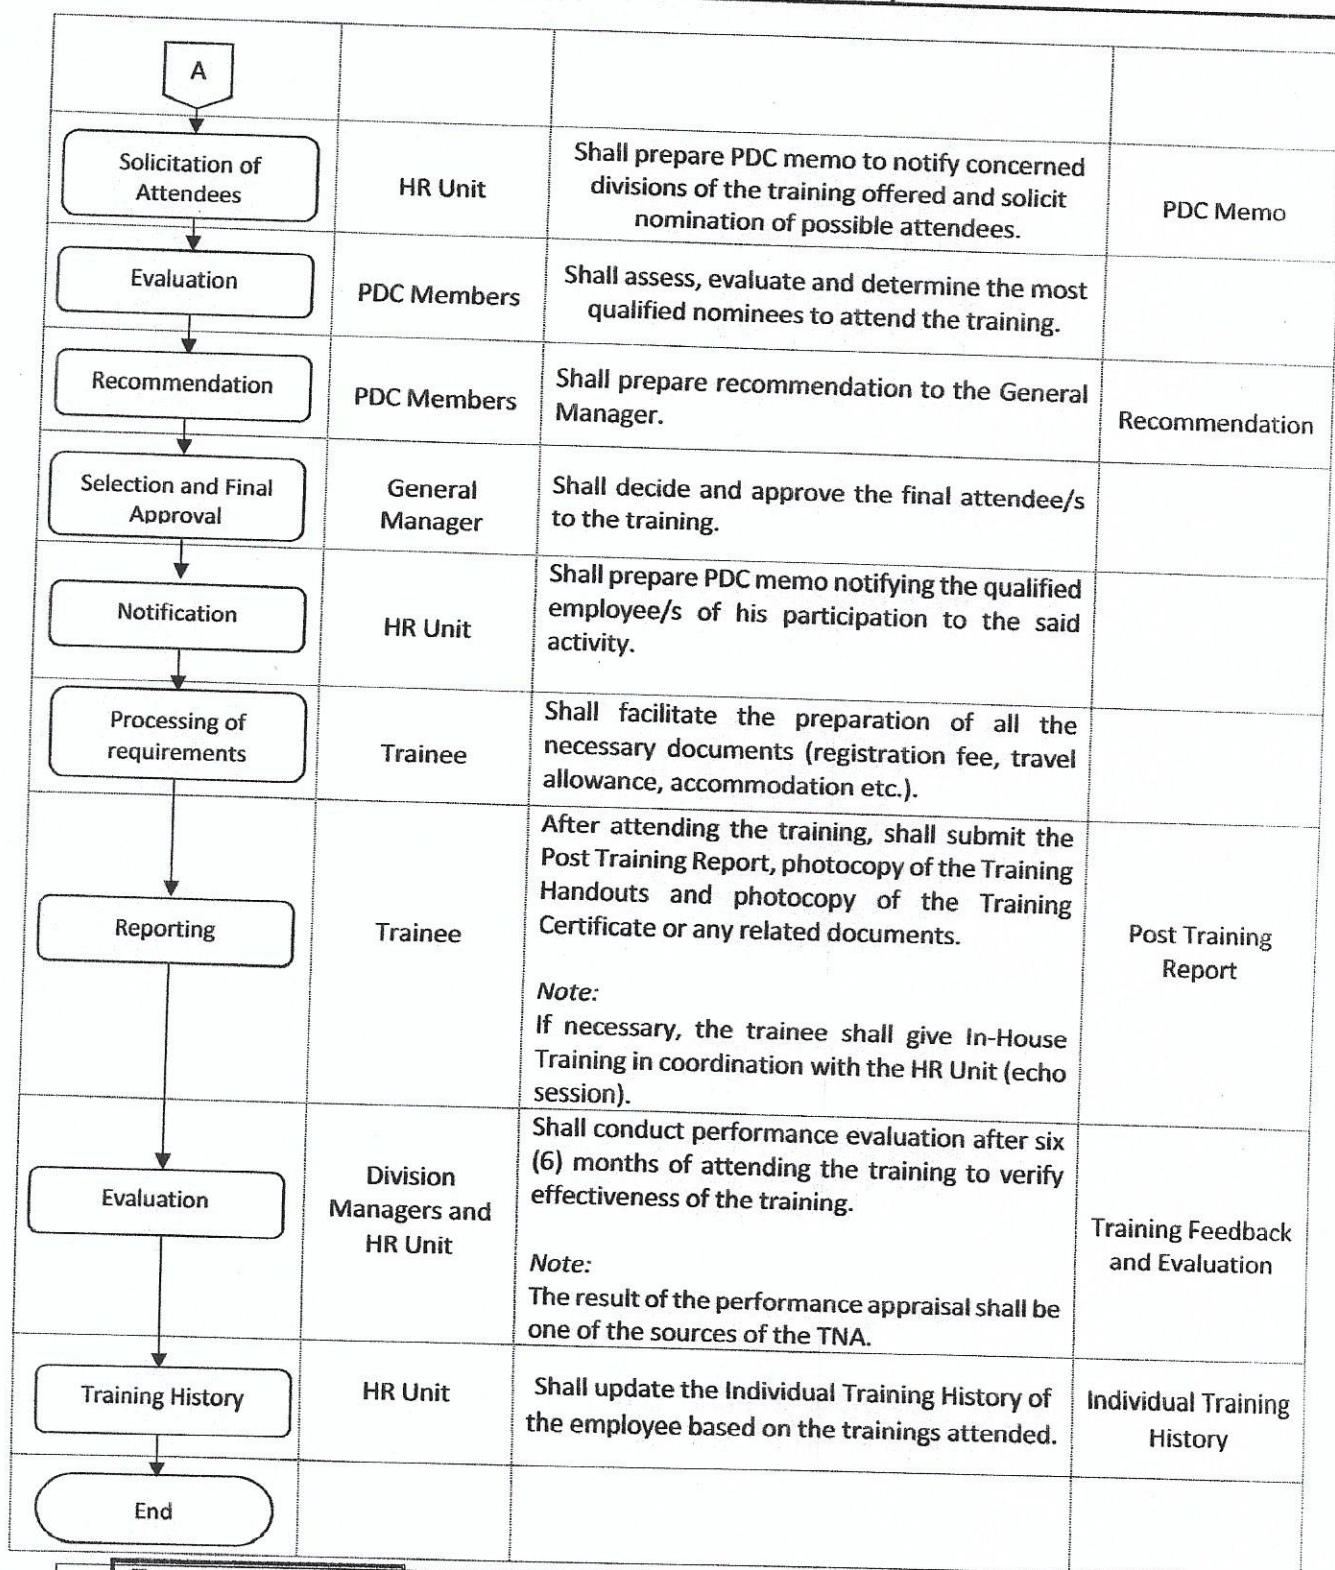 A
Solicitation of
Attendees
HR Unit
Shall prepare PDC memo to notify concerned
divisions of the training offered and solicit
nomination of possible attendees.
PDC Memo
Evaluation
PDC Members
Shall assess, evaluate and determine the most
qualified nominees to attend the training.
Recommendation
PDC Members
Shall prepare recommendation to the General
Manager.
Recommendation
Selection and Final
Approval
General
Manager
Shall decide and approve the final attendee/s
to the training.
Notification
HR Unit
Shall prepare PDC memo notifying the qualified
employee/s of his participation to the said
activity.
Processing of
requirements
Trainee
Shall facilitate the preparation of all the
necessary documents (registration fee, travel
allowance, accommodation etc.).
Reporting
Trainee
After attending the training, shall submit the
Post Training Report, photocopy of the Training
Handouts and photocopy of the Training
Certificate or any related documents.
Note:
If necessary, the trainee shall give In-House
Training in coordination with the HR Unit (echo
session).
Post Training
Report
Evaluation
Division
Managers and
HR Unit
Shall conduct performance evaluation after six
(6) months of attending the training to verify
effectiveness of the training.
Note:
The result of the performance appraisal shall be
one of the sources of the TNA.
Training Feedback
and Evaluation
Training History
HR Unit
Shall update the Individual Training History of
the employee based on the trainings attended.
Individual Training
History
End